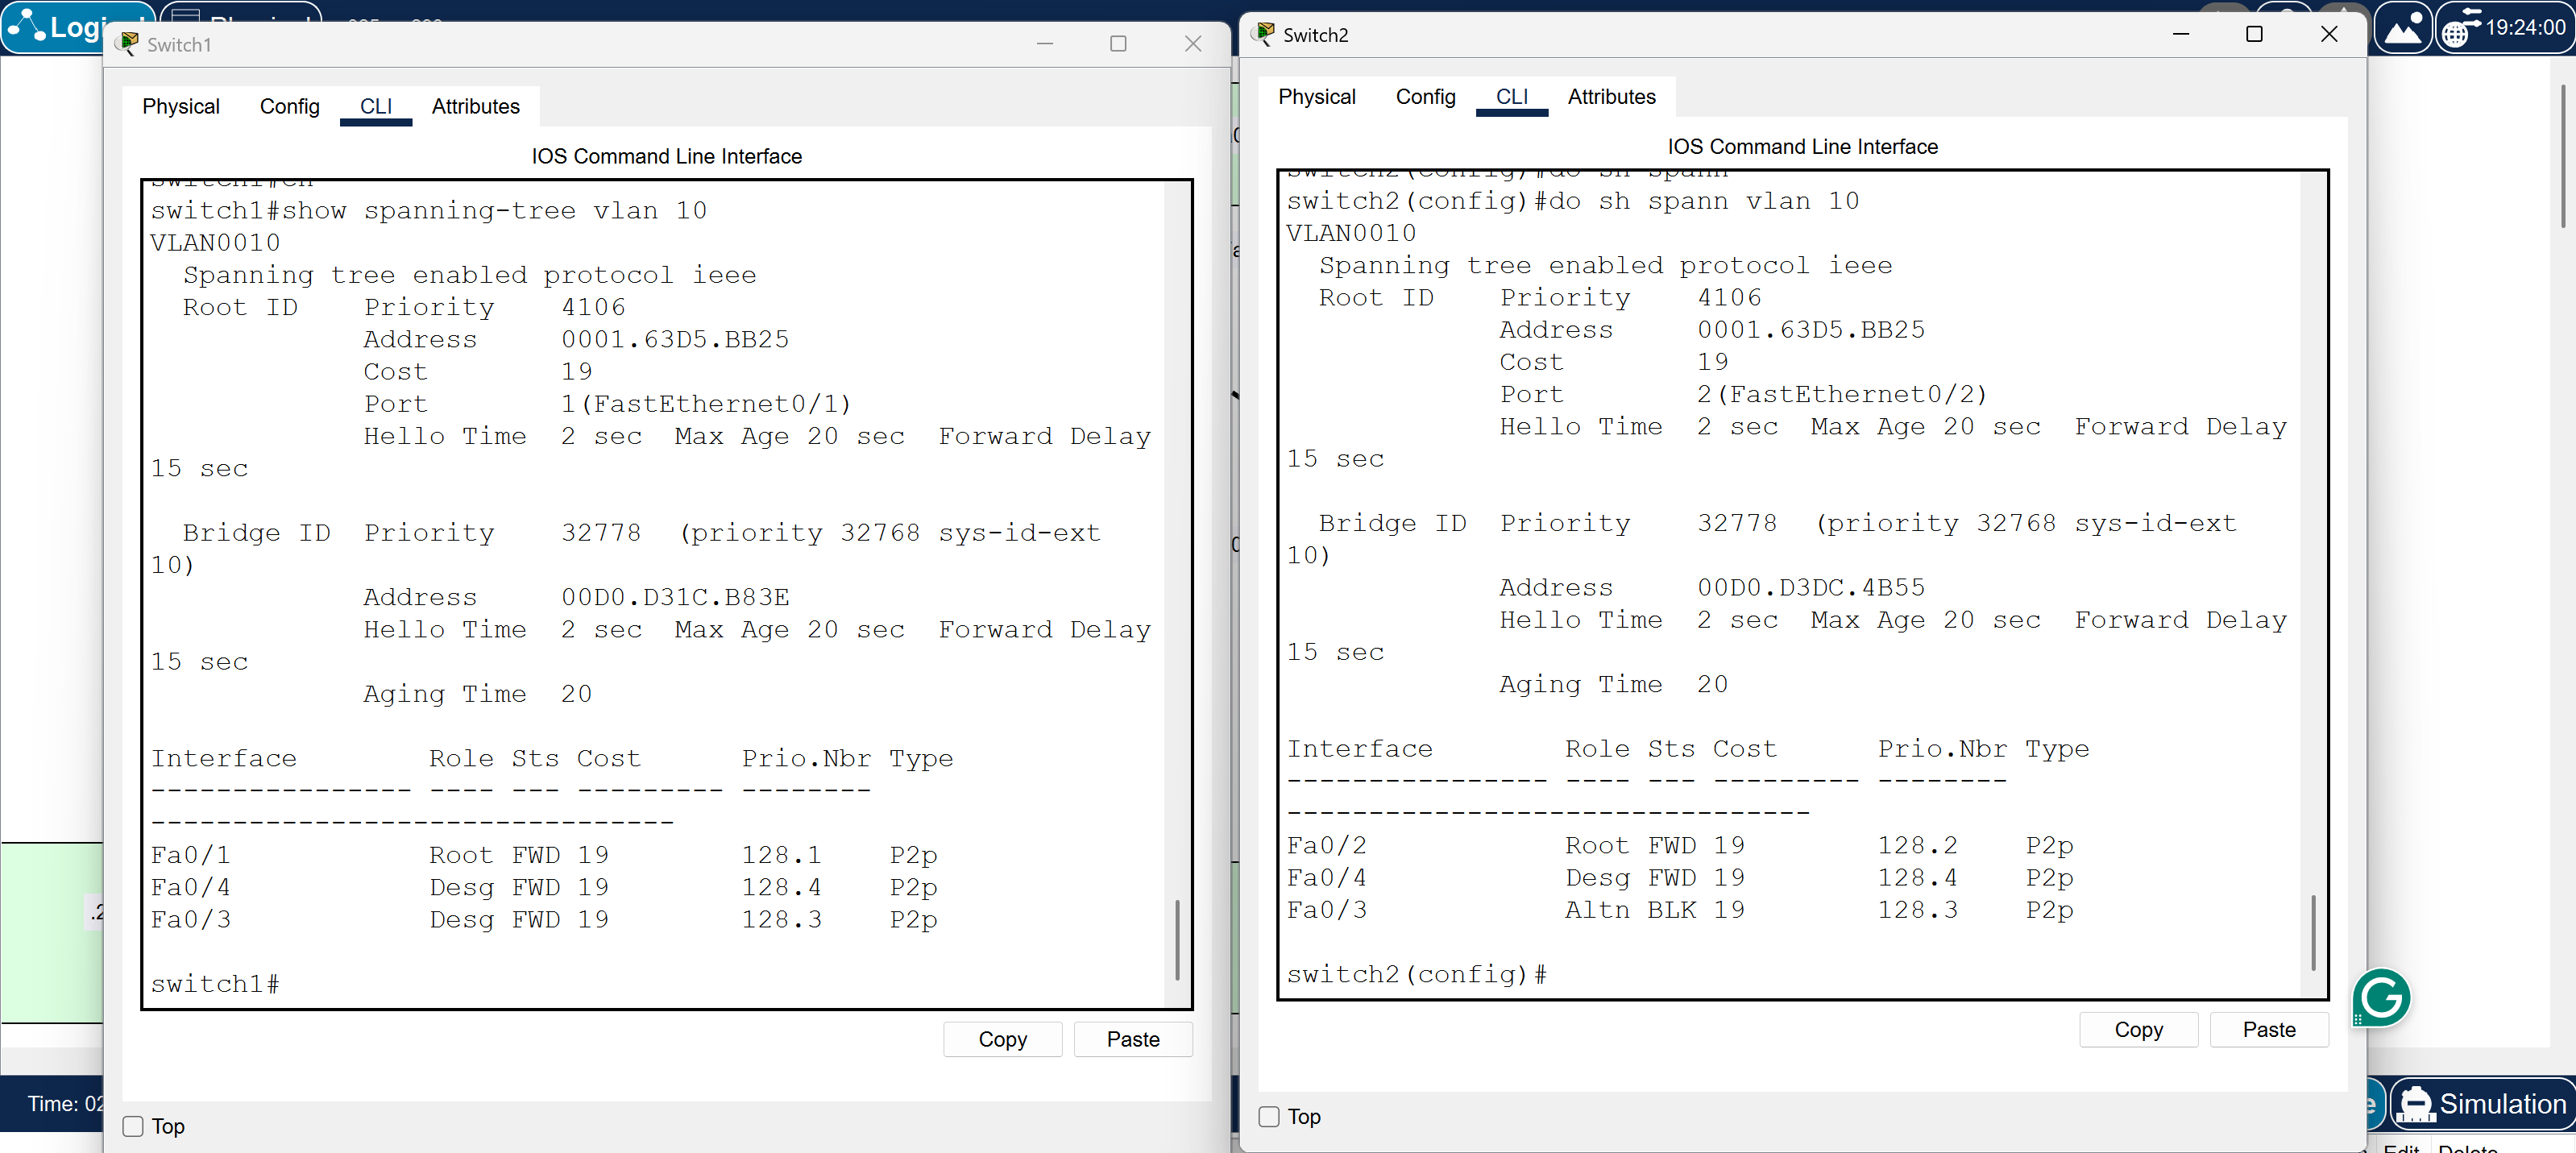 19:24:00
Switch1
Physical Config CLI Attributes
IOS Command Line Interface
switch1#show spanning-tree vlan 10
VLAN0010
Spanning tree enabled protocol ieee
Root ID Priority 4106
Address 0001.63D5.BB25
Cost 19
Port 1(FastEthernet0/1)
Hello Time 2 sec Max Age 20 sec Forward Delay
15 sec
Bridge ID Priority 32778 (priority 32768 sys-id-ext
10)
Address 00D0.D31C.B83E
Hello Time 2 sec Max Age 20 sec Forward Delay
15 sec
Aging Time 20
Interface Role Sts Cost Prio.Nbr Type
---------------- ---- --- --------- --------
--------------------------------
Fa0/1 Root FWD 19 128.1 P2p
Fa0/4 Desg FWD 19 128.4 P2p
Fa0/3 Desg FWD 19 128.3 P2p
switch1#
Copy Paste
Top
Switch2
Physical Config CLI Attributes
IOS Command Line Interface
switch2(config)#do sh spann
switch2(config)#do sh spann vlan 10
VLAN0010
Spanning tree enabled protocol ieee
Root ID Priority 4106
Address 0001.63D5.BB25
Cost 19
Port 2(FastEthernet0/2)
Hello Time 2 sec Max Age 20 sec Forward Delay
15 sec
Bridge ID Priority 32778 (priority 32768 sys-id-ext
10)
Address 00D0.D3DC.4B55
Hello Time 2 sec Max Age 20 sec Forward Delay
15 sec
Aging Time 20
Interface Role Sts Cost Prio.Nbr Type
---------------- ---- --- --------- --------
--------------------------------
Fa0/2 Root FWD 19 128.2 P2p
Fa0/4 Desg FWD 19 128.4 P2p
Fa0/3 Altn BLK 19 128.3 P2p
switch2(config)#
Copy Paste
Top
.2
Time: 02
Simulation